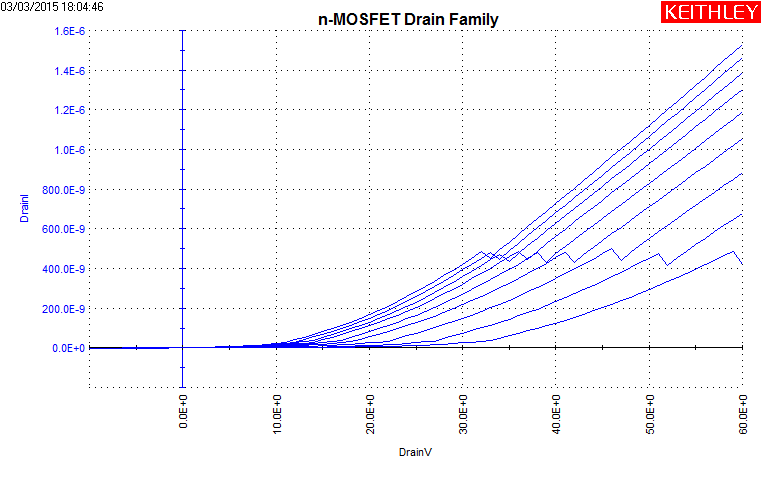 03/03/2015 18:04:46
n-MOSFET Drain Family
KEITHLEY
1.6E-6
1.4E-6
1.2E-6
1.0E-6
800.0E-9
600.0E-9
400.0E-9
200.0E-9
0.0E+0
DrainI
0.0E+0
10.0E+0
20.0E+0
30.0E+0
40.0E+0
50.0E+0
60.0E+0
DrainV